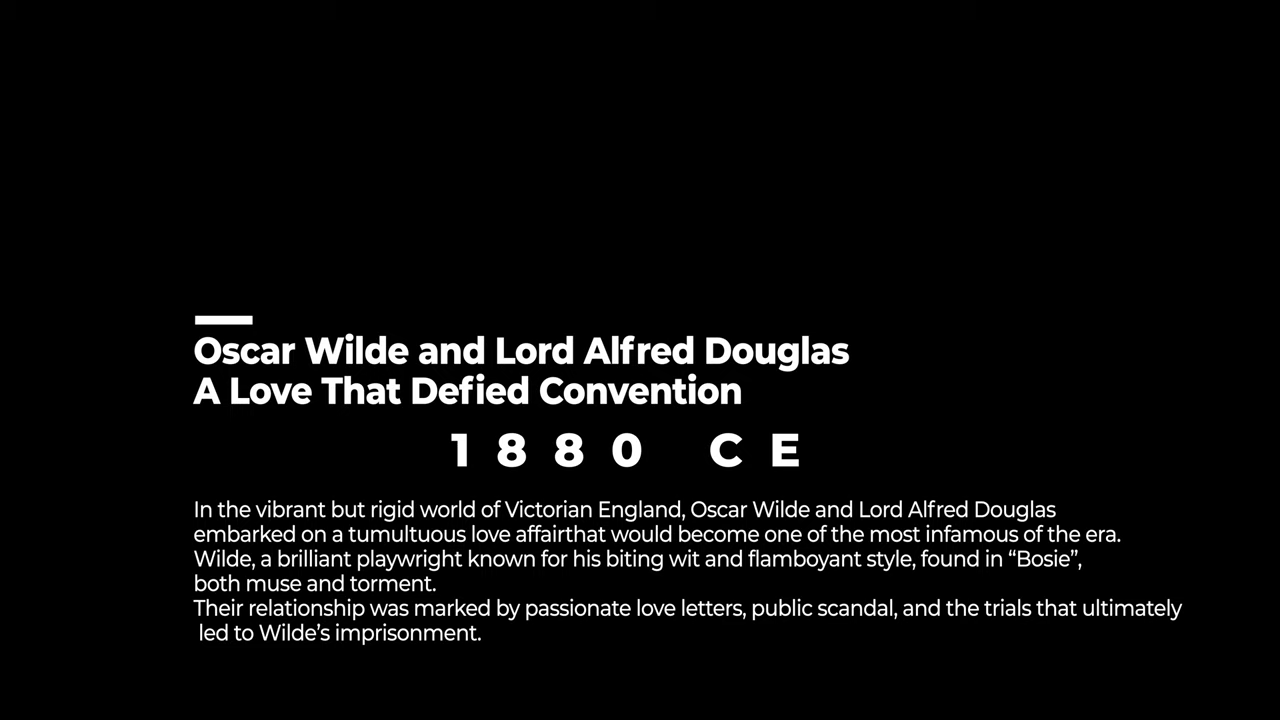 Oscar Wilde and Lord Alfred Douglas
A Love That Defied Convention
1880 CE
In the vibrant but rigid world of Victorian England, Oscar Wilde and Lord Alfred Douglas
embarked on a tumultuous love affairthat would become one of the most infamous of the era.
Wilde, a brilliant playwright known for his biting wit and flamboyant style, found in “Bosie”,
both muse and torment.
Their relationship was marked by passionate love letters, public scandal, and the trials that ultimately
led to Wilde’s imprisonment.